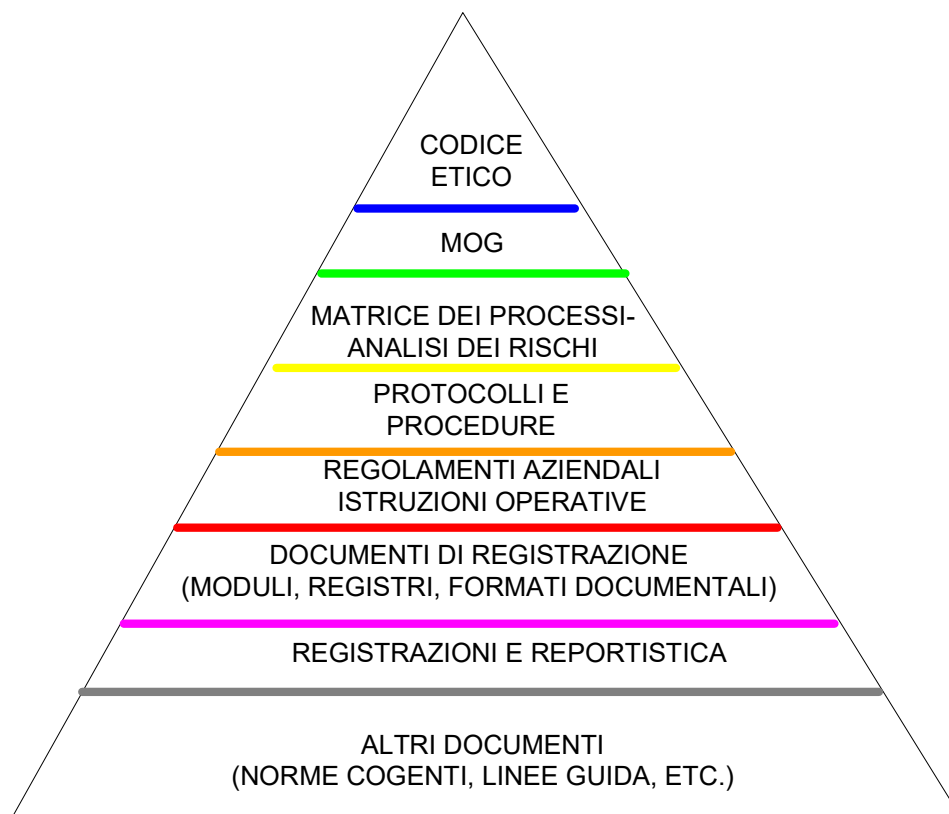 CODICE
ETICO
MOG
MATRICE DEI PROCESSI-
ANALISI DEI RISCHI
PROTOCOLLI E
PROCEDURE
REGOLAMENTI AZIENDALI
ISTRUZIONI OPERATIVE
DOCUMENTI DI REGISTRAZIONE
(MODULI, REGISTRI, FORMATI DOCUMENTALI)
REGISTRAZIONI E REPORTISTICA
ALTRI DOCUMENTI
(NORME COGENTI, LINEE GUIDA, ETC.)